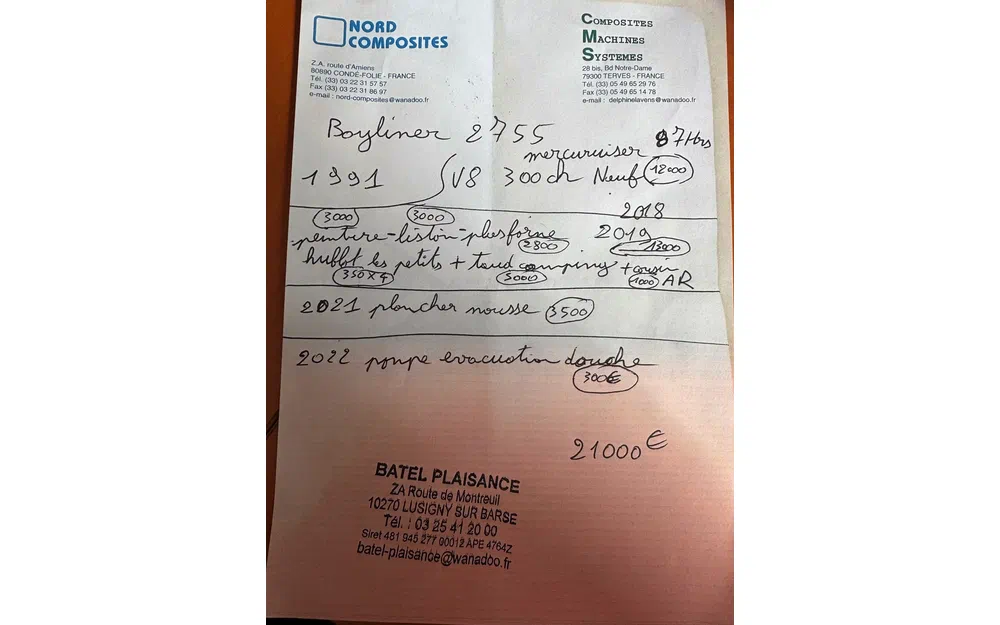 NORD
COMPOSITES
Z.A. route d'Amiens
80890 CONDÉ-FOLIE - FRANCE
Tél. (33) 03 22 31 57 57
Fax (33) 03 22 31 86 97
e-mail : nord-composites@wanadoo.fr
COMPOSITES
MACHINES
SYSTEMES
28 bis, Bd Notre-Dame
79300 TERVES - FRANCE
Tél. (33) 05 49 65 29 76
Fax (33) 05 49 65 14 78
e-mail : delphinelavens@wanadoo.fr
Bayliner 2755
mercruiser 87 Hrs
1991 V8 300 ch Neuf 12000
2018
3000 3000
peinture-liston-plesforme 2019
2800 13000
hublot les petits + taud camping + cousin
350x4 5000 1000 AR
2021 plancher mousse 3500
2022 pompe evacuation douche
300€
21000€
BATEL PLAISANCE
ZA Route de Montreuil
10270 LUSIGNY SUR BARSE
Tél. : 03 25 41 20 00
Siret 481 945 277 00012 APE 4764Z
batel-plaisance@wanadoo.fr